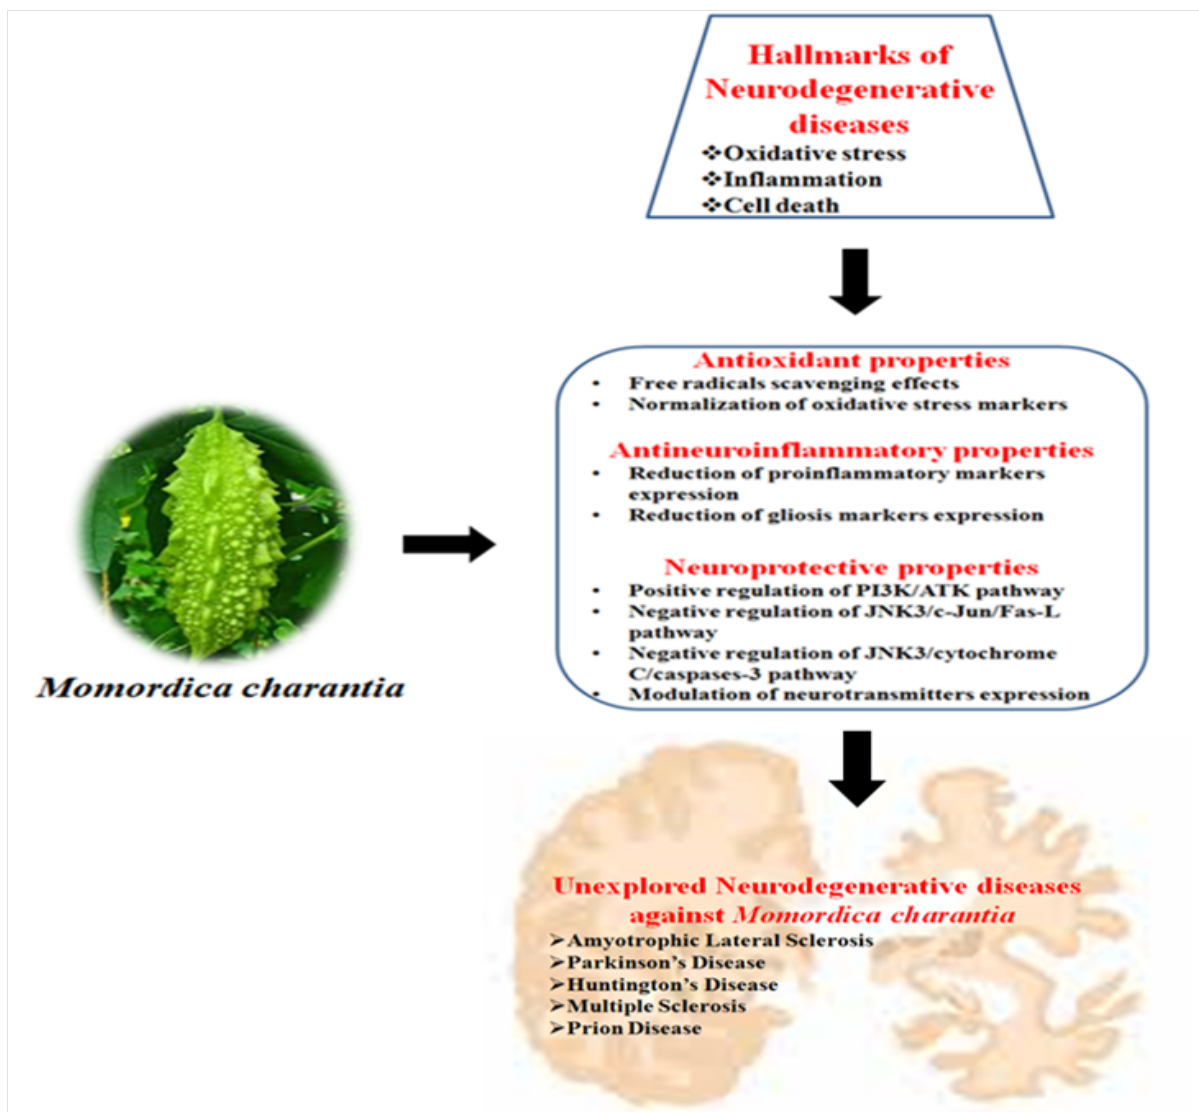 Hallmarks of
Neurodegenerative
diseases
❖Oxidative stress
❖Inflammation
❖Cell death
Antioxidant properties
• Free radicals scavenging effects
• Normalization of oxidative stress markers
Antineuroinflammatory properties
• Reduction of proinflammatory markers
expression
• Reduction of gliosis markers expression
Neuroprotective properties
• Positive regulation of PI3K/ATK pathway
• Negative regulation of JNK3/c-Jun/Fas-L
pathway
• Negative regulation of JNK3/cytochrome
C/caspases-3 pathway
• Modulation of neurotransmitters expression
Momordica charantia
Unexplored Neurodegenerative diseases
against Momordica charantia
➢Amyotrophic Lateral Sclerosis
➢Parkinson’s Disease
➢Huntington’s Disease
➢Multiple Sclerosis
➢Prion Disease